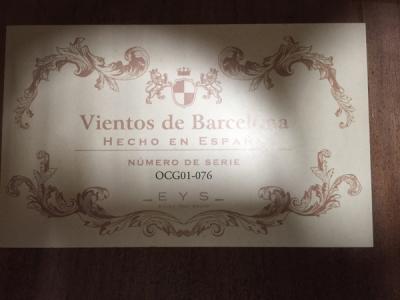 Vientos de Barcelona
HECHO EN ESPAÑA
NÚMERO DE SERIE
OCG01-076
EYS